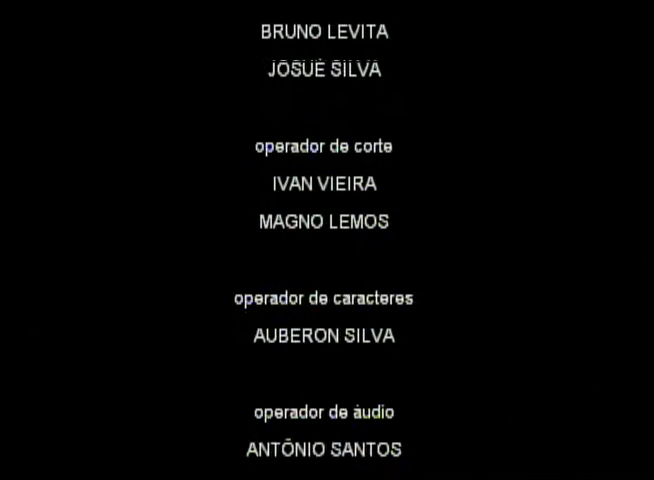 BRUNO LEVITA
JOSUÉ SILVA
operador de corte
IVAN VIEIRA
MAGNO LEMOS
operador de caracteres
AUBERON SILVA
operador de áudio
ANTÔNIO SANTOS